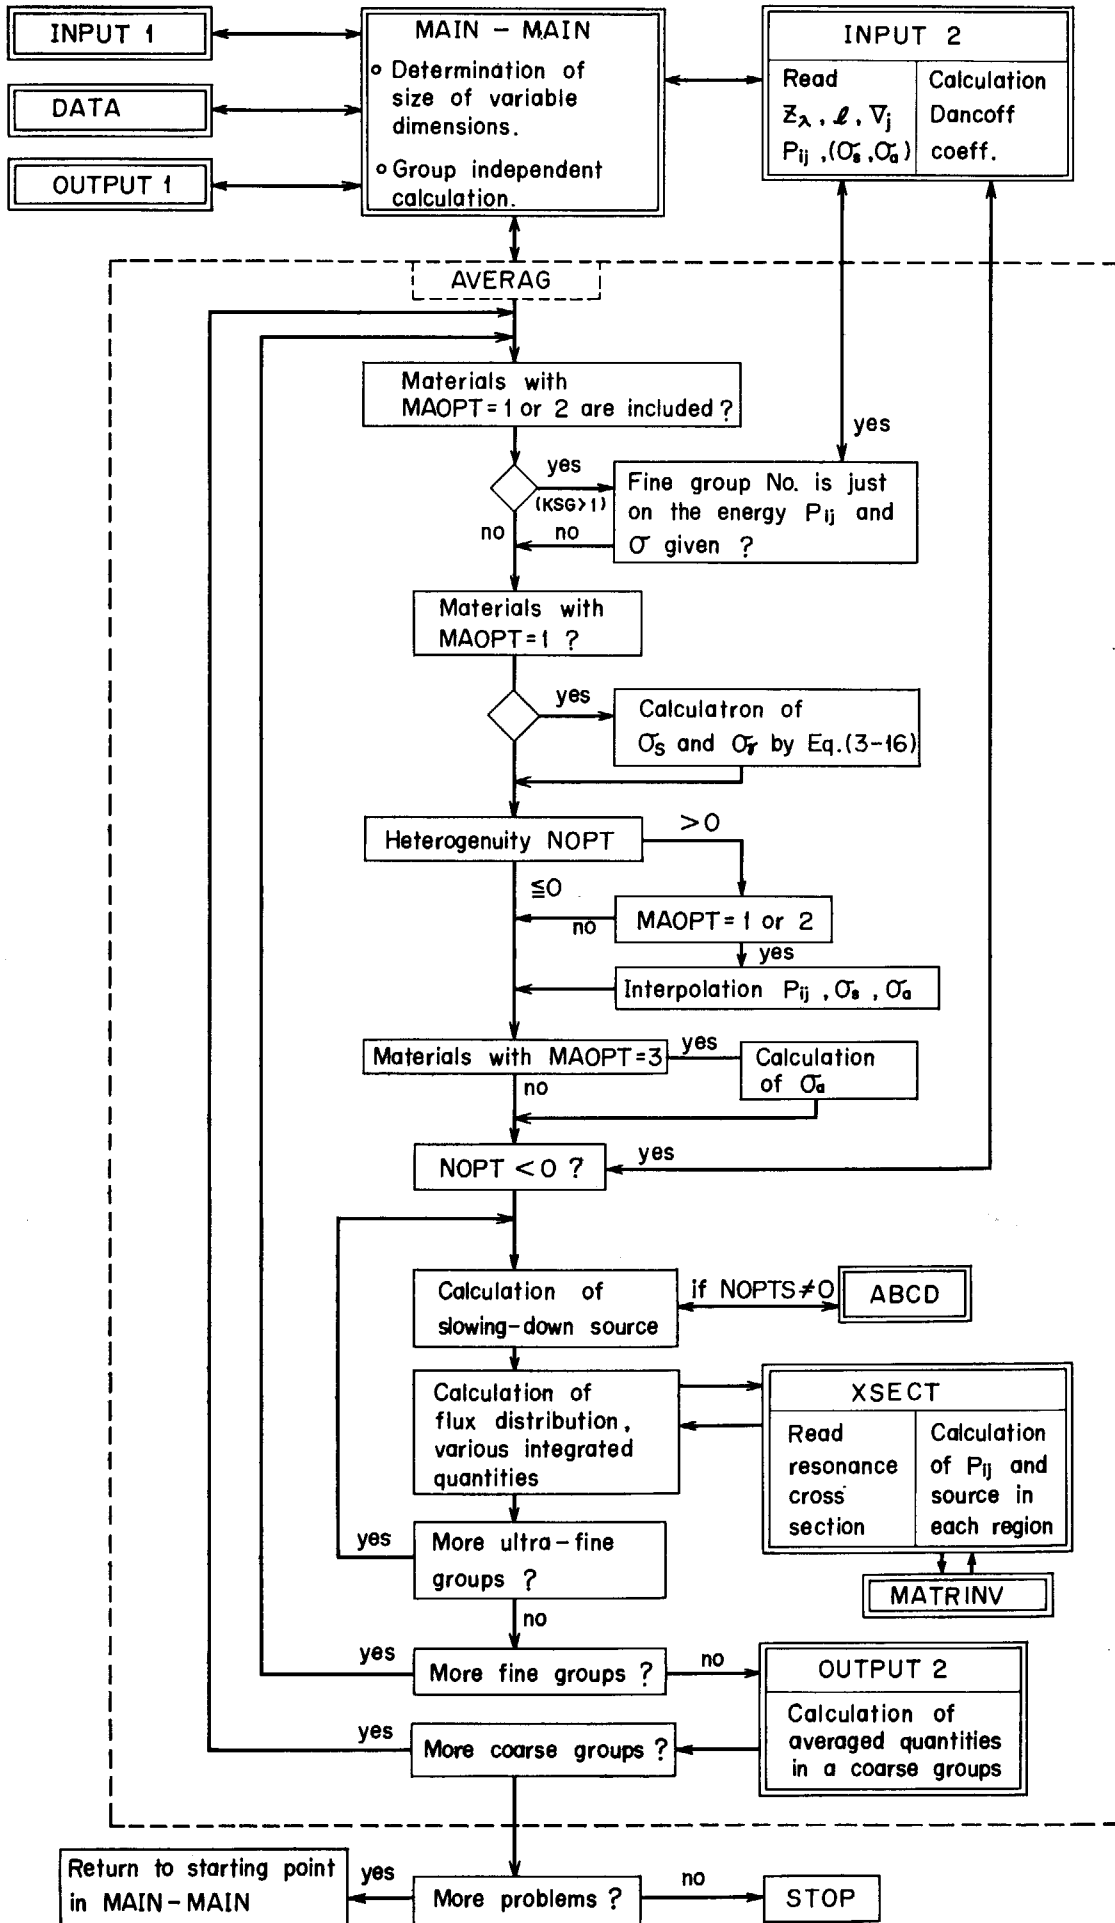 INPUT 1
DATA
OUTPUT 1
MAIN – MAIN
Determination of
size of variable
dimensions.
Group independent
calculation.
INPUT 2
Read
ℓ , ∇j
Pij ,(σs ,σa)
Calculation
Dancoff
coeff.
AVERAG
Materials with
MAOPT=1 or 2 are included ?
yes
(KSG>1)
no
Fine group No. is just
on the energy Pij and
σ given ?
yes
no
Materials with
MAOPT=1 ?
yes
Calculatron of
σs and σr by Eq.(3-16)
Heterogenuity NOPT
>0
≦0
MAOPT=1 or 2
no
yes
Interpolation Pij , σs , σa
Materials with MAOPT=3
yes
no
Calculation
of σa
NOPT <0 ?
yes
Calculation of
slowing-down source
if NOPTS≠0
ABCD
Calculation of
flux distribution,
various integrated
quantities
XSECT
Read
resonance
cross
section
Calculation
of Pij and
source in
each region
MATRINV
More ultra-fine
groups ?
yes
no
More fine groups ?
yes
no
OUTPUT 2
Calculation of
averaged quantities
in a coarse groups
More coarse groups ?
yes
More problems ?
yes
no
Return to starting point
in MAIN-MAIN
STOP